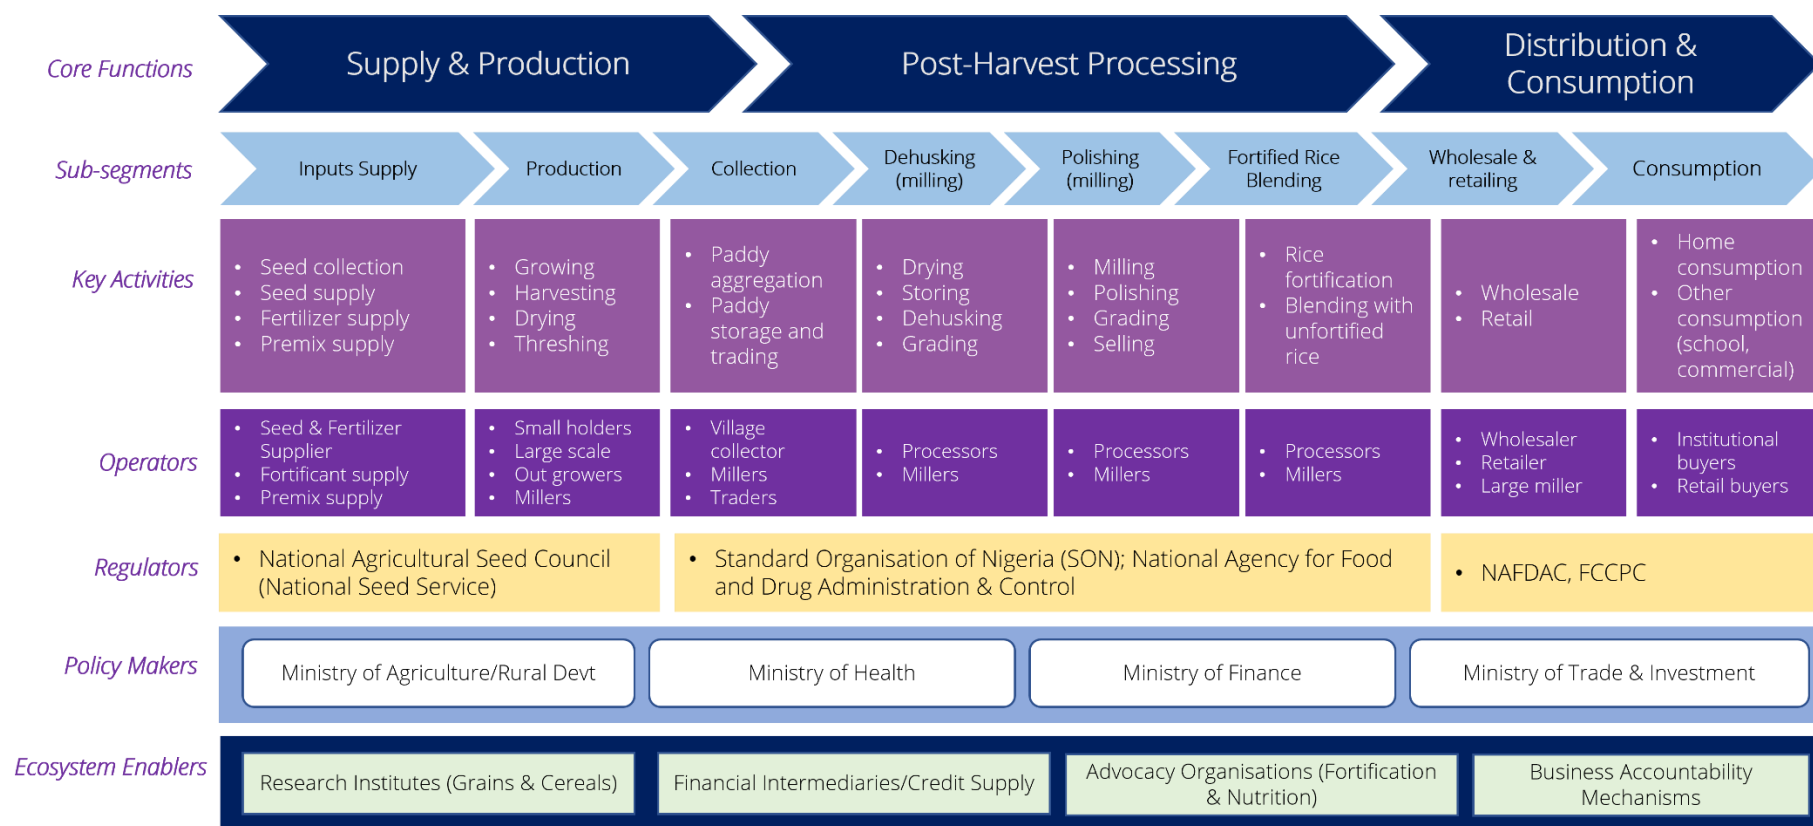 Core Functions
Supply & Production
Post-Harvest Processing
Distribution &
Consumption
Sub-segments
Inputs Supply
Production
Collection
Dehusking
(milling)
Polishing
(milling)
Fortified Rice
Blending
Wholesale &
retailing
Consumption
Key Activities
• Seed collection
• Seed supply
• Fertilizer supply
• Premix supply
• Growing
• Harvesting
• Drying
• Threshing
• Paddy
aggregation
• Paddy
storage and
trading
• Drying
• Storing
• Dehusking
• Grading
• Milling
• Polishing
• Grading
• Selling
• Rice
fortification
• Blending with
unfortified
rice
• Wholesale
• Retail
• Home
consumption
• Other
consumption
(school,
commercial)
Operators
• Seed & Fertilizer
Supplier
• Fortificant supply
• Premix supply
• Small holders
• Large scale
• Out growers
• Millers
• Village
collector
• Millers
• Traders
• Processors
• Millers
• Processors
• Millers
• Processors
• Millers
• Wholesaler
• Retailer
• Large miller
• Institutional
buyers
• Retail buyers
Regulators
• National Agricultural Seed Council
(National Seed Service)
• Standard Organisation of Nigeria (SON); National Agency for Food
and Drug Administration & Control
• NAFDAC, FCCPC
Policy Makers
Ministry of Agriculture/Rural Devt
Ministry of Health
Ministry of Finance
Ministry of Trade & Investment
Ecosystem Enablers
Research Institutes (Grains & Cereals)
Financial Intermediaries/Credit Supply
Advocacy Organisations (Fortification
& Nutrition)
Business Accountability
Mechanisms